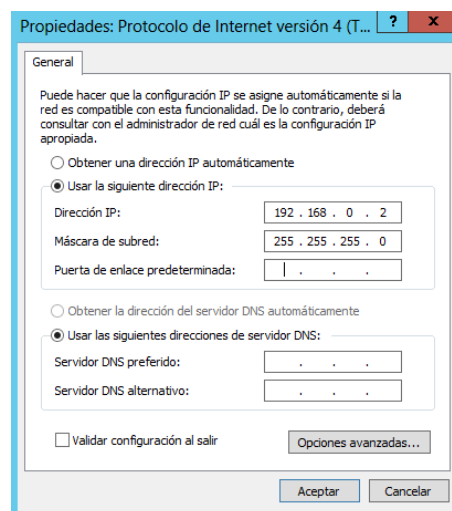 Propiedades: Protocolo de Internet versión 4 (T... ? x
General
Puede hacer que la configuración IP se asigne automáticamente si la
red es compatible con esta funcionalidad. De lo contrario, deberá
consultar con el administrador de red cuál es la configuración IP
apropiada.
Obtener una dirección IP automáticamente
Usar la siguiente dirección IP:
Dirección IP: 192 . 168 . 0 . 2
Máscara de subred: 255 . 255 . 255 . 0
Puerta de enlace predeterminada: . . .
Obtener la dirección del servidor DNS automáticamente
Usar las siguientes direcciones de servidor DNS:
Servidor DNS preferido: . . .
Servidor DNS alternativo: . . .
Validar configuración al salir Opciones avanzadas...
Aceptar Cancelar